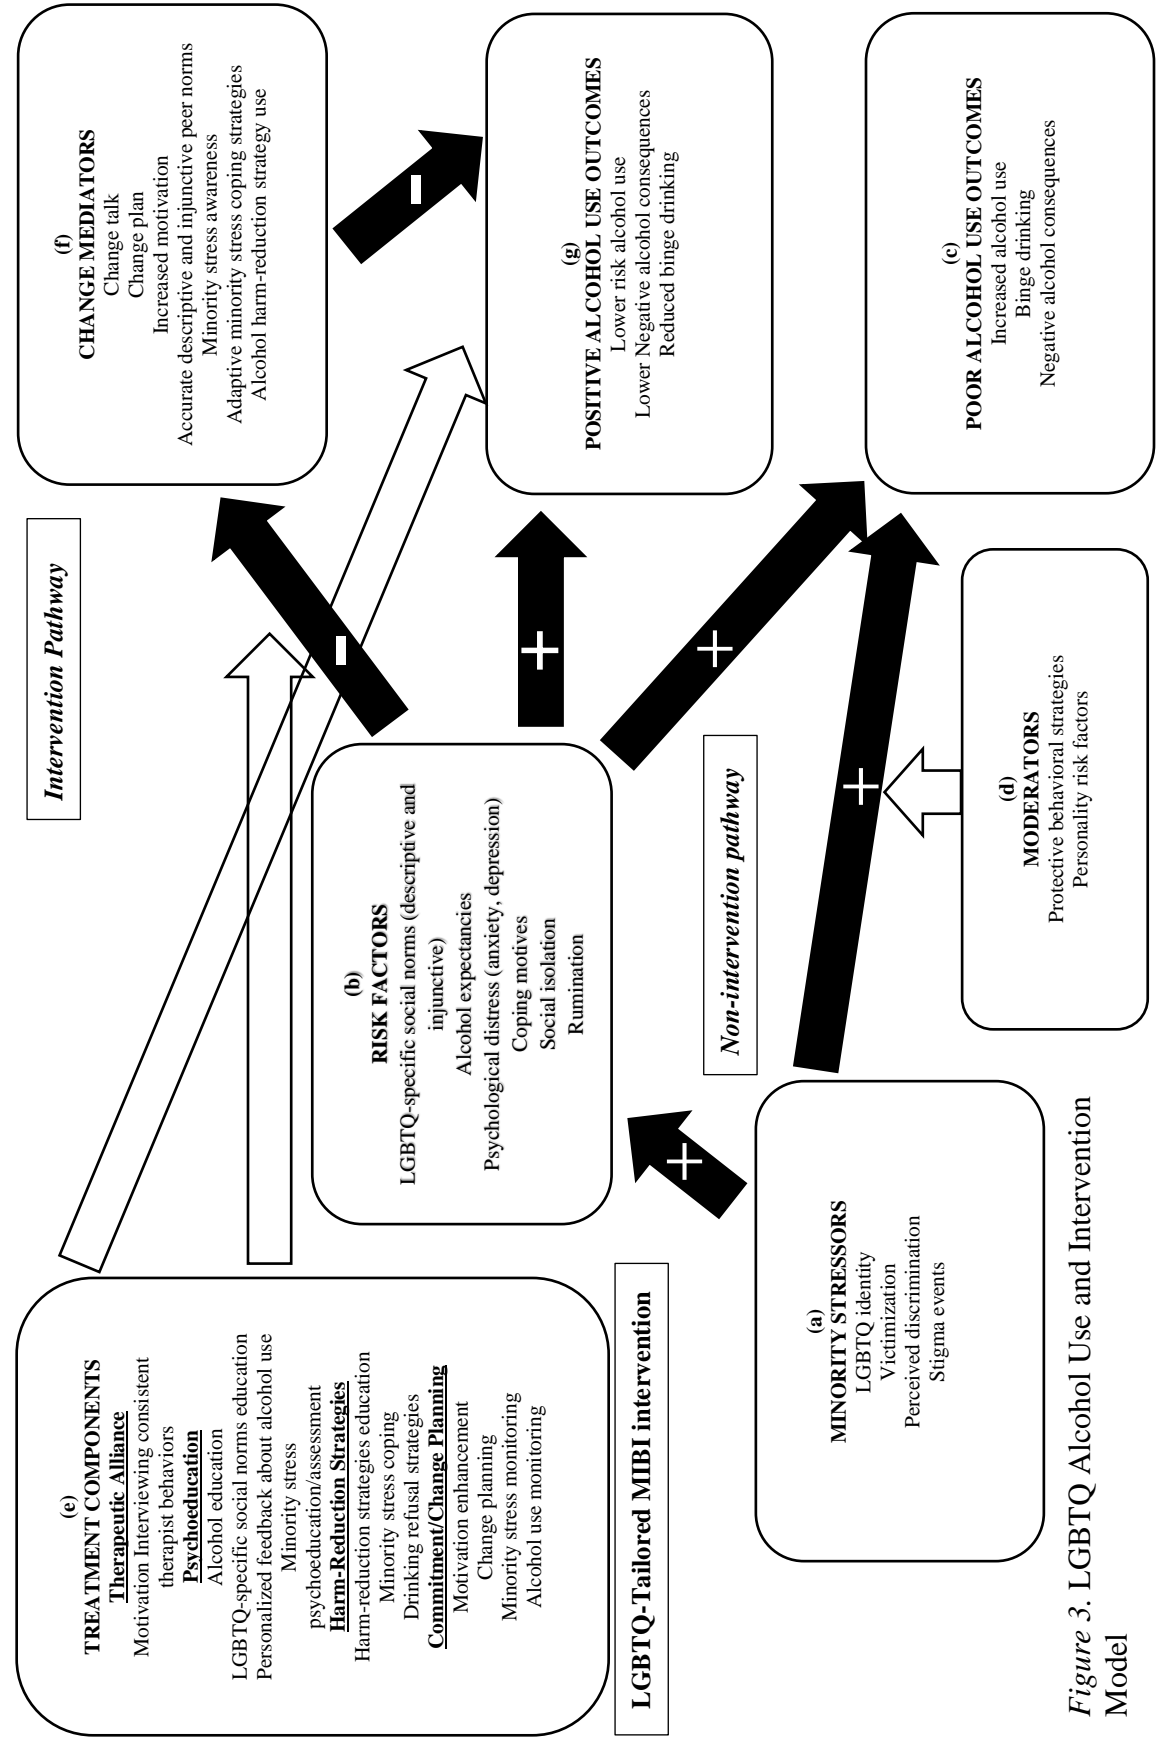 (e)
TREATMENT COMPONENTS
Therapeutic Alliance
Motivation Interviewing consistent
therapist behaviors
Psychoeducation
Alcohol education
LGBTQ-specific social norms education
Personalized feedback about alcohol use
Minority stress
psychoeducation/assessment
Harm-Reduction Strategies
Harm-reduction strategies education
Minority stress coping
Drinking refusal strategies
Commitment/Change Planning
Motivation enhancement
Change planning
Minority stress monitoring
Alcohol use monitoring
LGBTQ-Tailored MIBI intervention
Intervention Pathway
(f)
CHANGE MEDIATORS
Change talk
Change plan
Increased motivation
Accurate descriptive and injunctive peer norms
Minority stress awareness
Adaptive minority stress coping strategies
Alcohol harm-reduction strategy use
(b)
RISK FACTORS
LGBTQ-specific social norms (descriptive and
injunctive)
Alcohol expectancies
Psychological distress (anxiety, depression)
Coping motives
Social isolation
Rumination
-
-
+
+
+
+
(g)
POSITIVE ALCOHOL USE OUTCOMES
Lower risk alcohol use
Lower Negative alcohol consequences
Reduced binge drinking
Non-intervention pathway
(a)
MINORITY STRESSORS
LGBTQ identity
Victimization
Perceived discrimination
Stigma events
(d)
MODERATORS
Protective behavioral strategies
Personality risk factors
(c)
POOR ALCOHOL USE OUTCOMES
Increased alcohol use
Binge drinking
Negative alcohol consequences
Figure 3. LGBTQ Alcohol Use and Intervention
Model